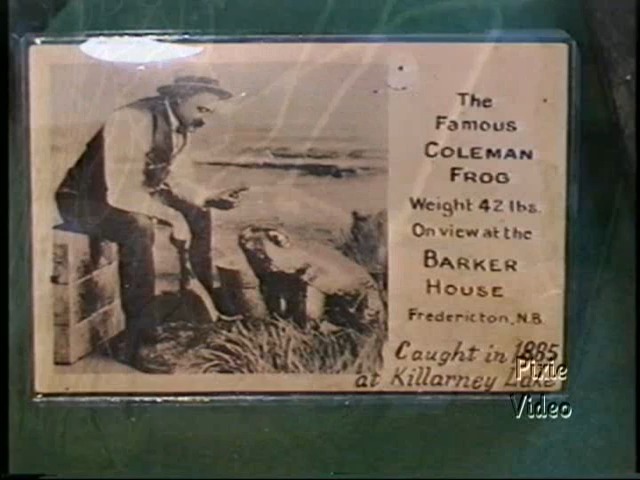 The
Famous
COLEMAN
FROG
Weight 42 lbs.
On view at the
BARKER
HOUSE
Fredericton, N.B.
Caught in 1885
at Killarney Lake
Pixie
Video